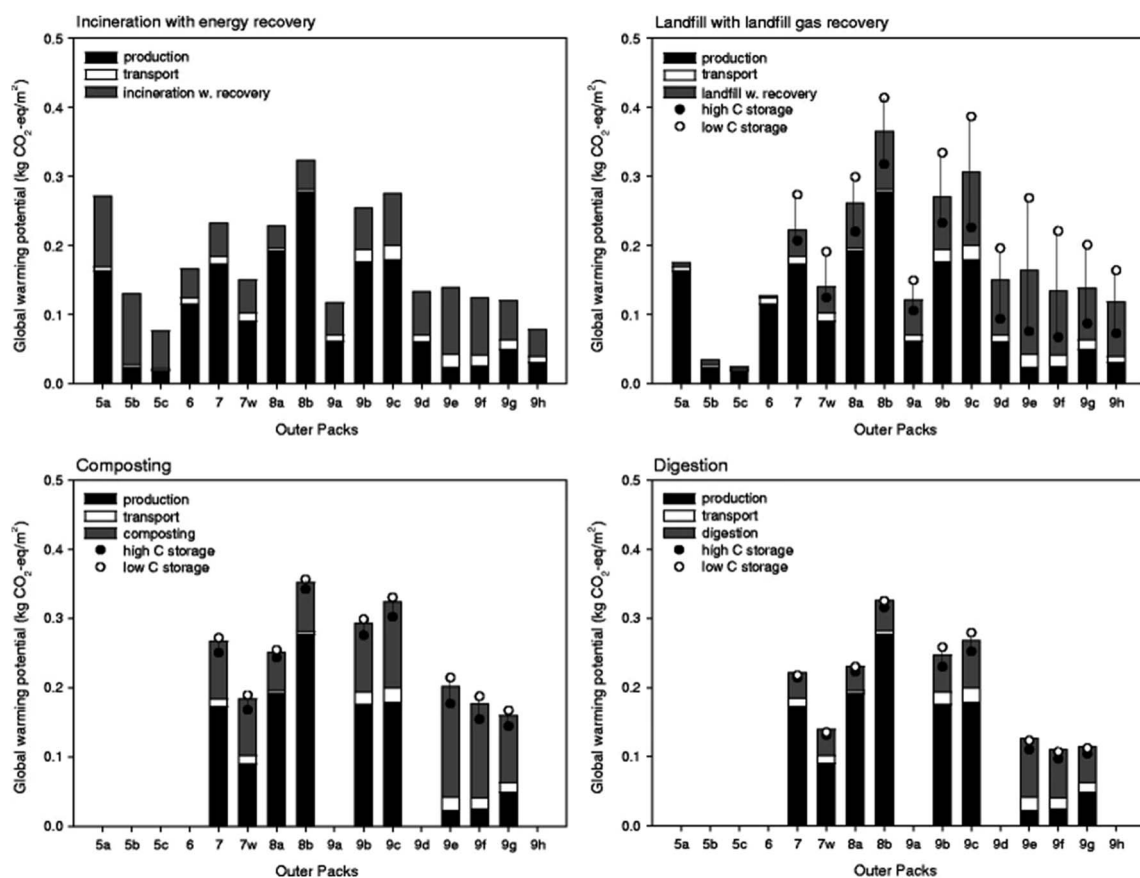 Incineration with energy recovery
0.5
0.4
0.3
0.2
0.1
0.0
Global warming potential (kg CO₂-eq/m²)
production
transport
incineration w. recovery
5a 5b 5c 6 7 7w 8a 8b 9a 9b 9c 9d 9e 9f 9g 9h
Outer Packs
Landfill with landfill gas recovery
0.5
0.4
0.3
0.2
0.1
0.0
Global warming potential (kg CO₂-eq/m²)
production
transport
landfill w. recovery
high C storage
low C storage
5a 5b 5c 6 7 7w 8a 8b 9a 9b 9c 9d 9e 9f 9g 9h
Outer Packs
Composting
0.5
0.4
0.3
0.2
0.1
0.0
Global warming potential (kg CO₂-eq/m²)
production
transport
composting
high C storage
low C storage
5a 5b 5c 6 7 7w 8a 8b 9a 9b 9c 9d 9e 9f 9g 9h
Outer Packs
Digestion
0.5
0.4
0.3
0.2
0.1
0.0
Global warming potential (kg CO₂-eq/m²)
production
transport
digestion
high C storage
low C storage
5a 5b 5c 6 7 7w 8a 8b 9a 9b 9c 9d 9e 9f 9g 9h
Outer Packs